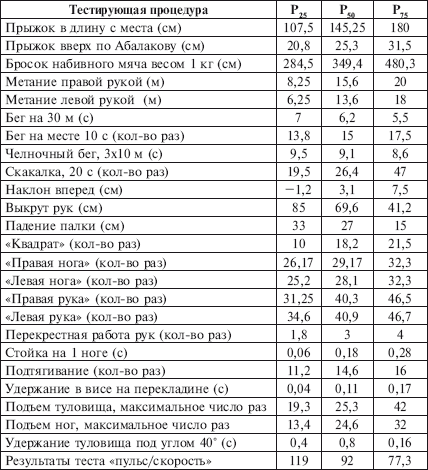 Тестирующая процедура P25 P50 P75
Прыжок в длину с места (см) 107,5 145,25 180
Прыжок вверх по Абалакову (см) 20,8 25,3 31,5
Бросок набивного мяча весом 1 кг (см) 284,5 349,4 480,3
Метание правой рукой (м) 8,25 15,6 20
Метание левой рукой (м) 6,25 13,6 18
Бег на 30 м (с) 7 6,2 5,5
Бег на месте 10 с (кол-во раз) 13,8 15 17,5
Челночный бег, 3х10 м (с) 9,5 9,1 8,6
Скакалка, 20 с (кол-во раз) 19,5 26,4 47
Наклон вперед (см) −1,2 3,1 7,5
Выкрут рук (см) 85 69,6 41,2
Падение палки (см) 33 27 15
«Квадрат» (кол-во раз) 10 18,2 21,5
«Правая нога» (кол-во раз) 26,17 29,17 32,3
«Левая нога» (кол-во раз) 25,2 28,1 32,3
«Правая рука» (кол-во раз) 31,25 40,3 46,5
«Левая рука» (кол-во раз) 34,6 40,9 46,7
Перекрестная работа рук (кол-во раз) 1,8 3 4
Стойка на 1 ноге (с) 0,06 0,18 0,28
Подтягивание (кол-во раз) 11,2 14,6 16
Удержание в висе на перекладине (с) 0,04 0,11 0,17
Подъем туловища, максимальное число раз 19,3 25,3 42
Подъем ног, максимальное число раз 13,4 24,6 32
Удержание туловища под углом 40˚ (с) 0,4 0,8 0,16
Результаты теста «пульс/скорость» 119 92 77,3